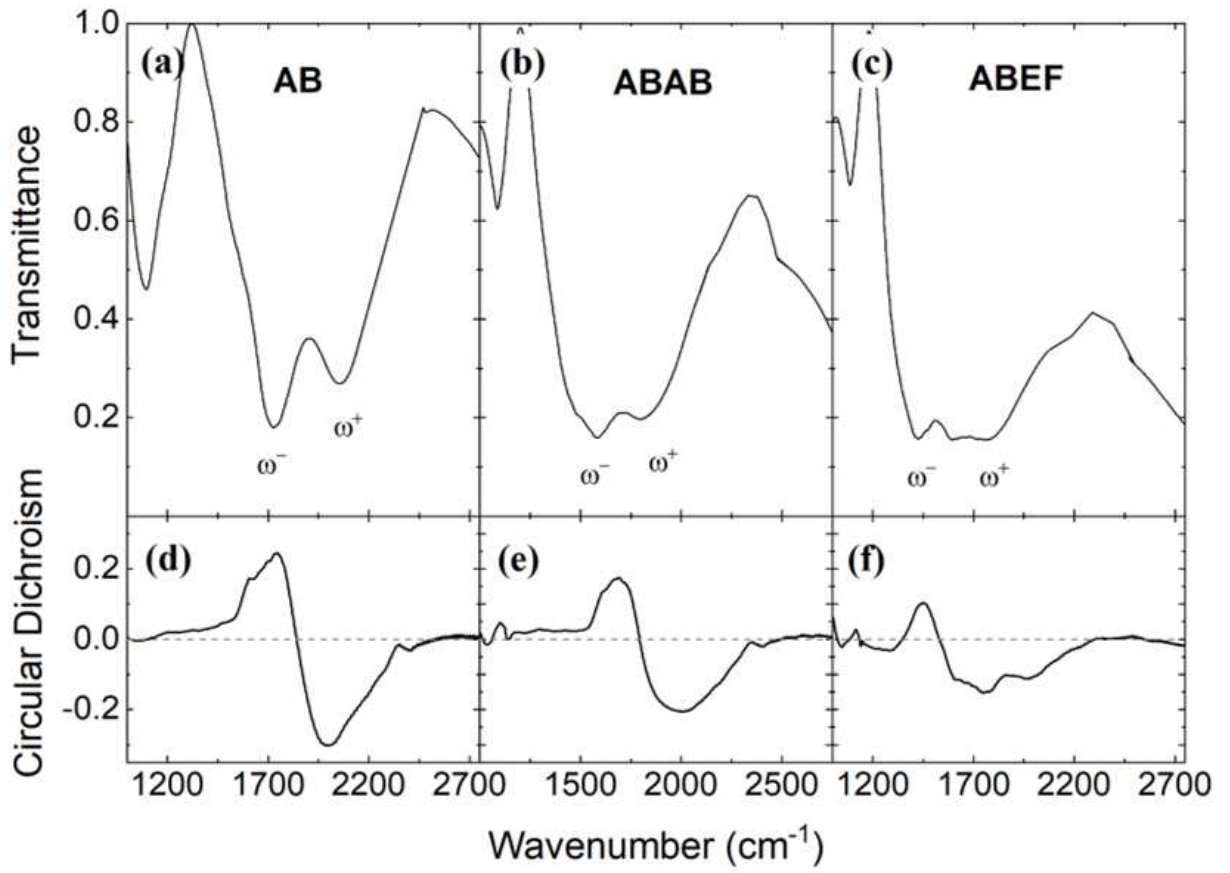 Transmittance
1.0
0.8
0.6
0.4
0.2
(a)
AB
ω⁻
ω⁺
(b)
ABAB
ω⁻
ω⁺
(c)
ABEF
ω⁻
ω⁺
Circular Dichroism
0.2
0.0
-0.2
(d)
(e)
(f)
1200 1700 2200 2700 1500 2000 2500 1200 1700 2200 2700
Wavenumber (cm⁻¹)